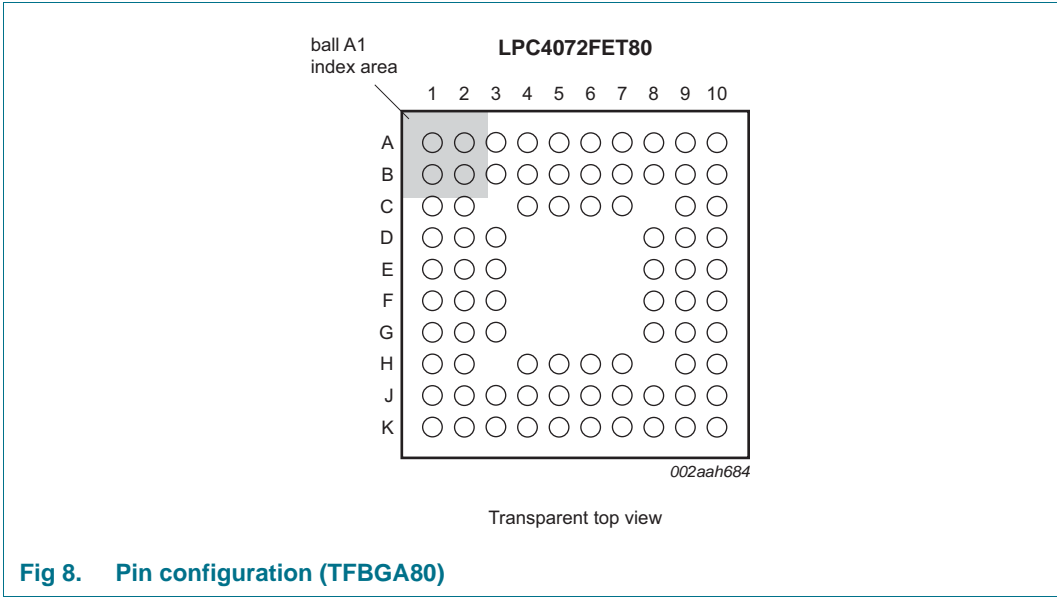 ball A1
index area
LPC4072FET80
1 2 3 4 5 6 7 8 9 10
A
B
C
D
E
F
G
H
J
K
002aah684
Transparent top view
Fig 8. Pin configuration (TFBGA80)